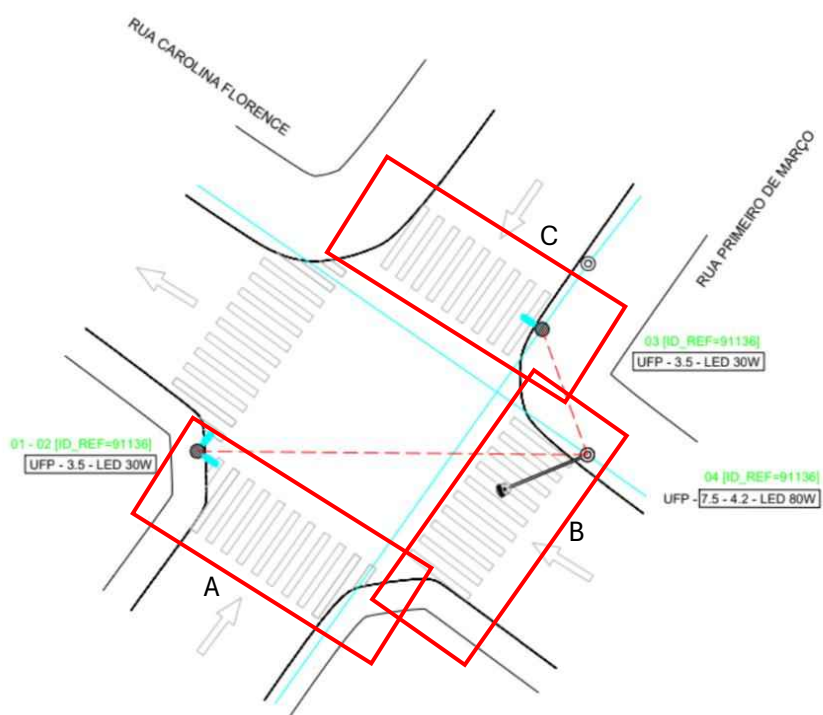 RUA CAROLINA FLORENCE
RUA PRIMEIRO DE MARÇO
C
03 [ID_REF=91136]
UFP - 3.5 - LED 30W
01 - 02 [ID_REF=91136]
UFP - 3.5 - LED 30W
04 [ID_REF=91136]
UFP - 7.5 - 4.2 - LED 80W
B
A